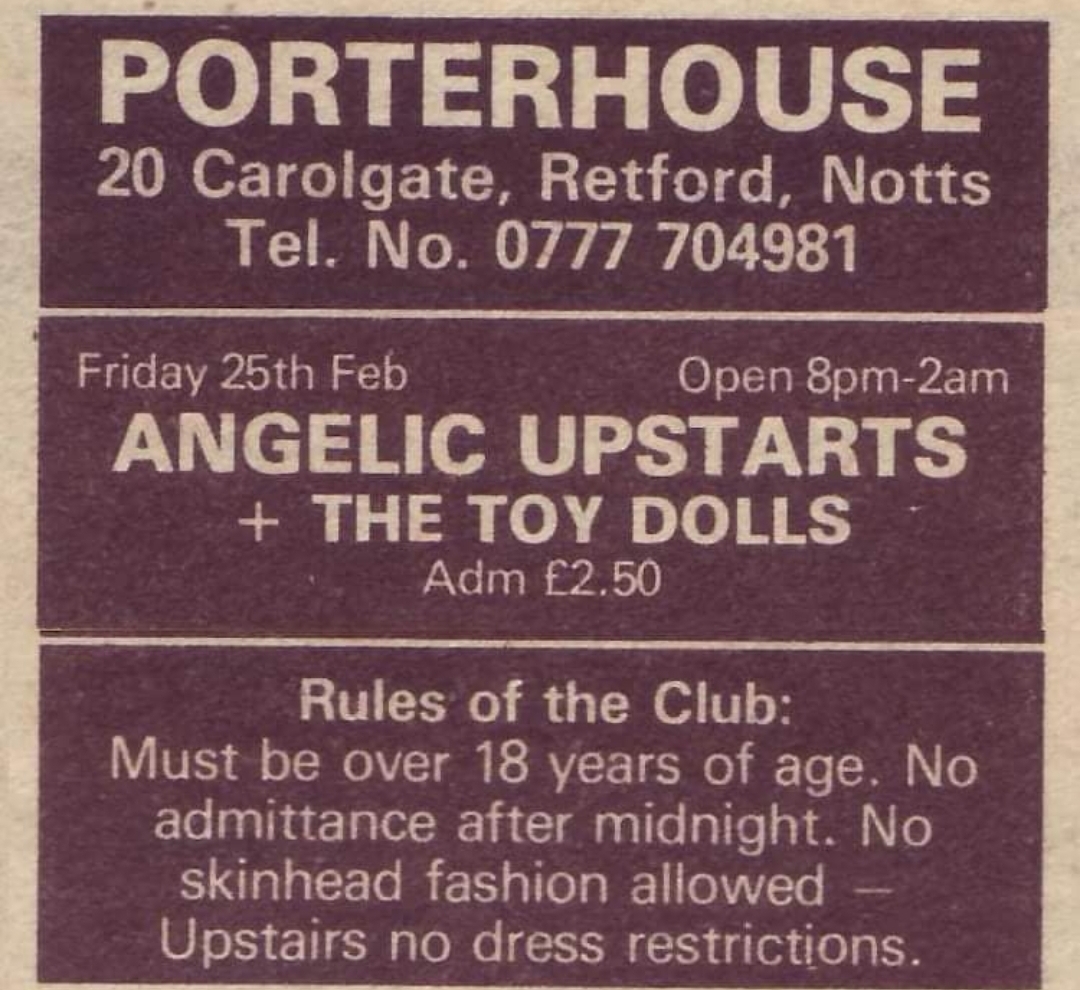 PORTERHOUSE
20 Carolgate, Retford, Notts
Tel. No. 0777 704981
Friday 25th Feb Open 8pm-2am
ANGELIC UPSTARTS
+ THE TOY DOLLS
Adm £2.50
Rules of the Club:
Must be over 18 years of age. No
admittance after midnight. No
skinhead fashion allowed —
Upstairs no dress restrictions.